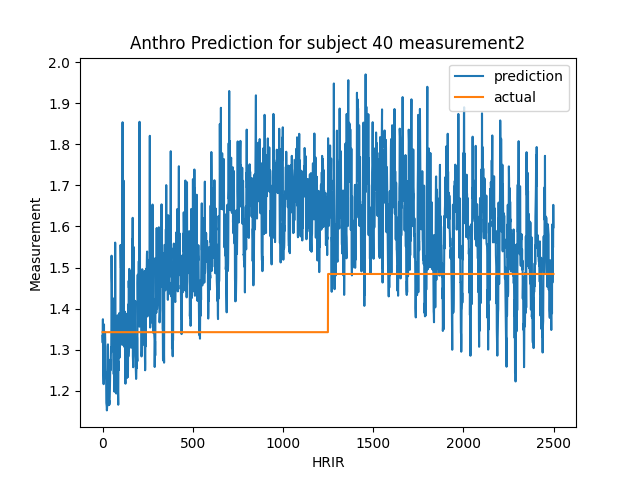 Anthro Prediction for subject 40 measurement2
prediction
actual
2.0
1.9
1.8
1.7
1.6
1.5
1.4
1.3
1.2
Measurement
0 500 1000 1500 2000 2500
HRIR